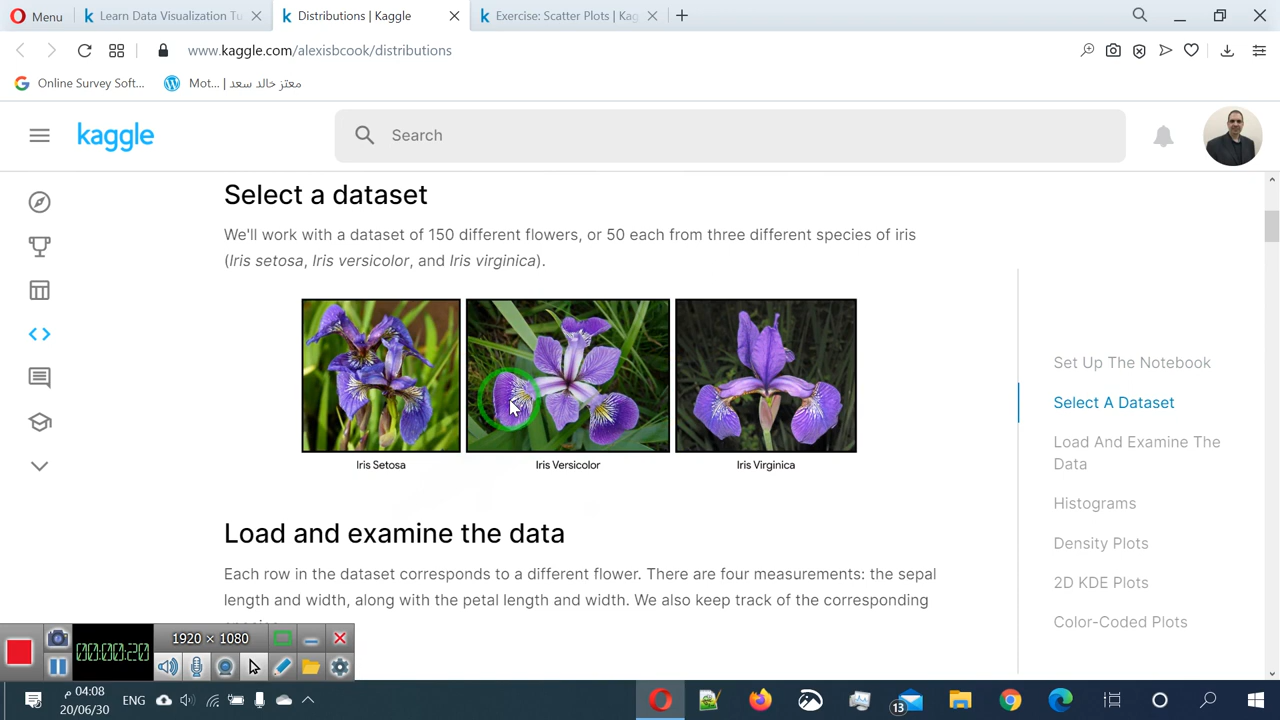 Menu
Learn Data Visualization Tu
Distributions | Kaggle
Exercise: Scatter Plots | Kag
www.kaggle.com/alexisbcook/distributions
Online Survey Soft...
Mot... | معتز خالد سعد
kaggle
Search
Select a dataset
We'll work with a dataset of 150 different flowers, or 50 each from three different species of iris
(Iris setosa, Iris versicolor, and Iris virginica).
Iris Setosa
Iris Versicolor
Iris Virginica
Load and examine the data
Each row in the dataset corresponds to a different flower. There are four measurements: the sepal
length and width, along with the petal length and width. We also keep track of the corresponding
Set Up The Notebook
Select A Dataset
Load And Examine The
Data
Histograms
Density Plots
2D KDE Plots
Color-Coded Plots
1920 × 1080
00:00:20
04:08 م
20/06/30
ENG
13